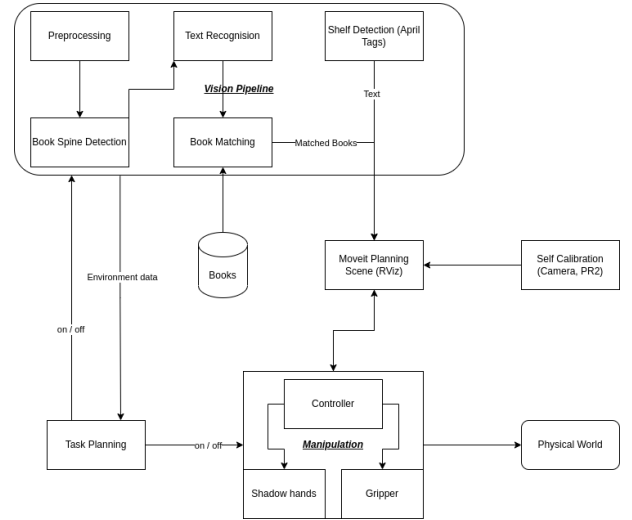 Preprocessing
Text Recognision
Shelf Detection (April
Tags)
Vision Pipeline
Text
Book Spine Detection
Book Matching
Matched Books
Environment data
Books
Moveit Planning
Scene (RViz)
Self Calibration
(Camera, PR2)
on / off
Controller
Task Planning
on / off
Manipulation
Physical World
Shadow hands
Gripper